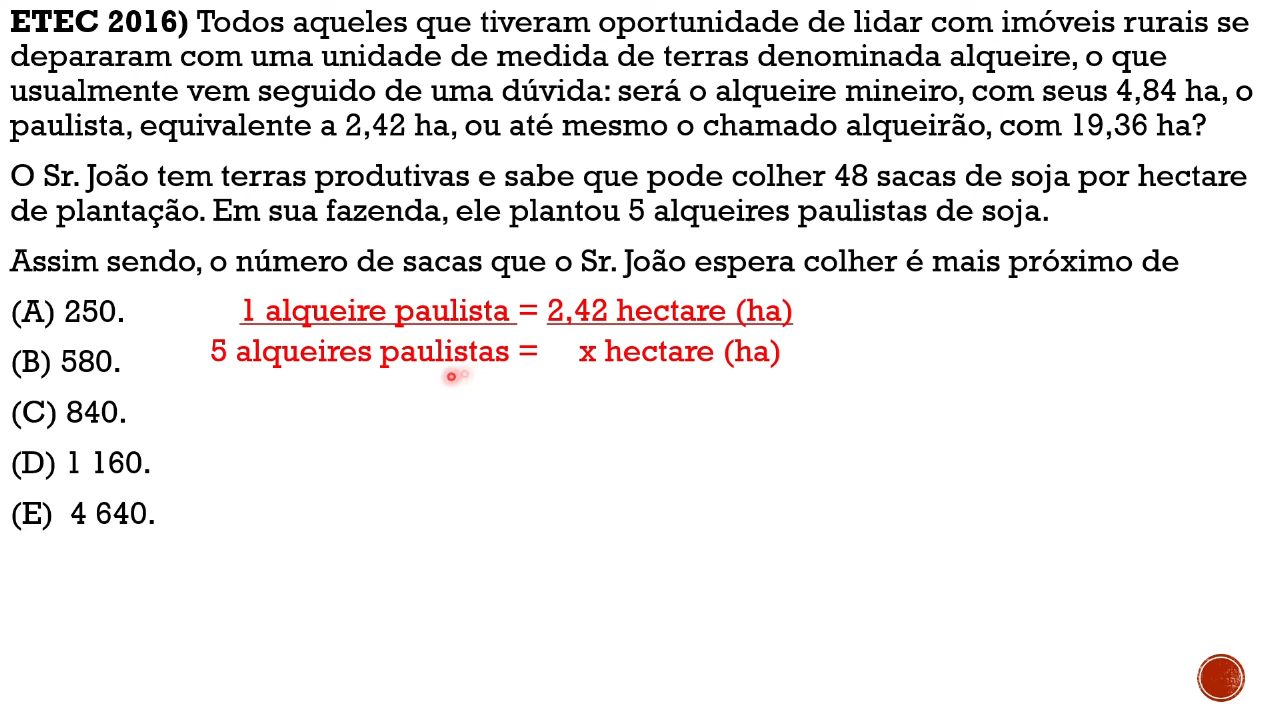 ETEC 2016) Todos aqueles que tiveram oportunidade de lidar com imóveis rurais se
depararam com uma unidade de medida de terras denominada alqueire, o que
usualmente vem seguido de uma dúvida: será o alqueire mineiro, com seus 4,84 ha, o
paulista, equivalente a 2,42 ha, ou até mesmo o chamado alqueirão, com 19,36 ha?
O Sr. João tem terras produtivas e sabe que pode colher 48 sacas de soja por hectare
de plantação. Em sua fazenda, ele plantou 5 alqueires paulistas de soja.
Assim sendo, o número de sacas que o Sr. João espera colher é mais próximo de
(A) 250.
1 alqueire paulista = 2,42 hectare (ha)
5 alqueires paulistas = x hectare (ha)
(B) 580.
(C) 840.
(D) 1 160.
(E) 4 640.